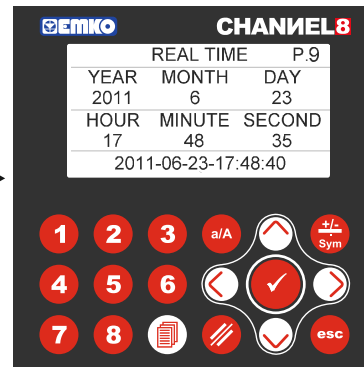 EMKO CHANNEL8
REAL TIME P.9
YEAR MONTH DAY
2011 6 23
HOUR MINUTE SECOND
17 48 35
2011-06-23-17:48:40
1 2 3 a/A +/- Sym
4 5 6
7 8 esc